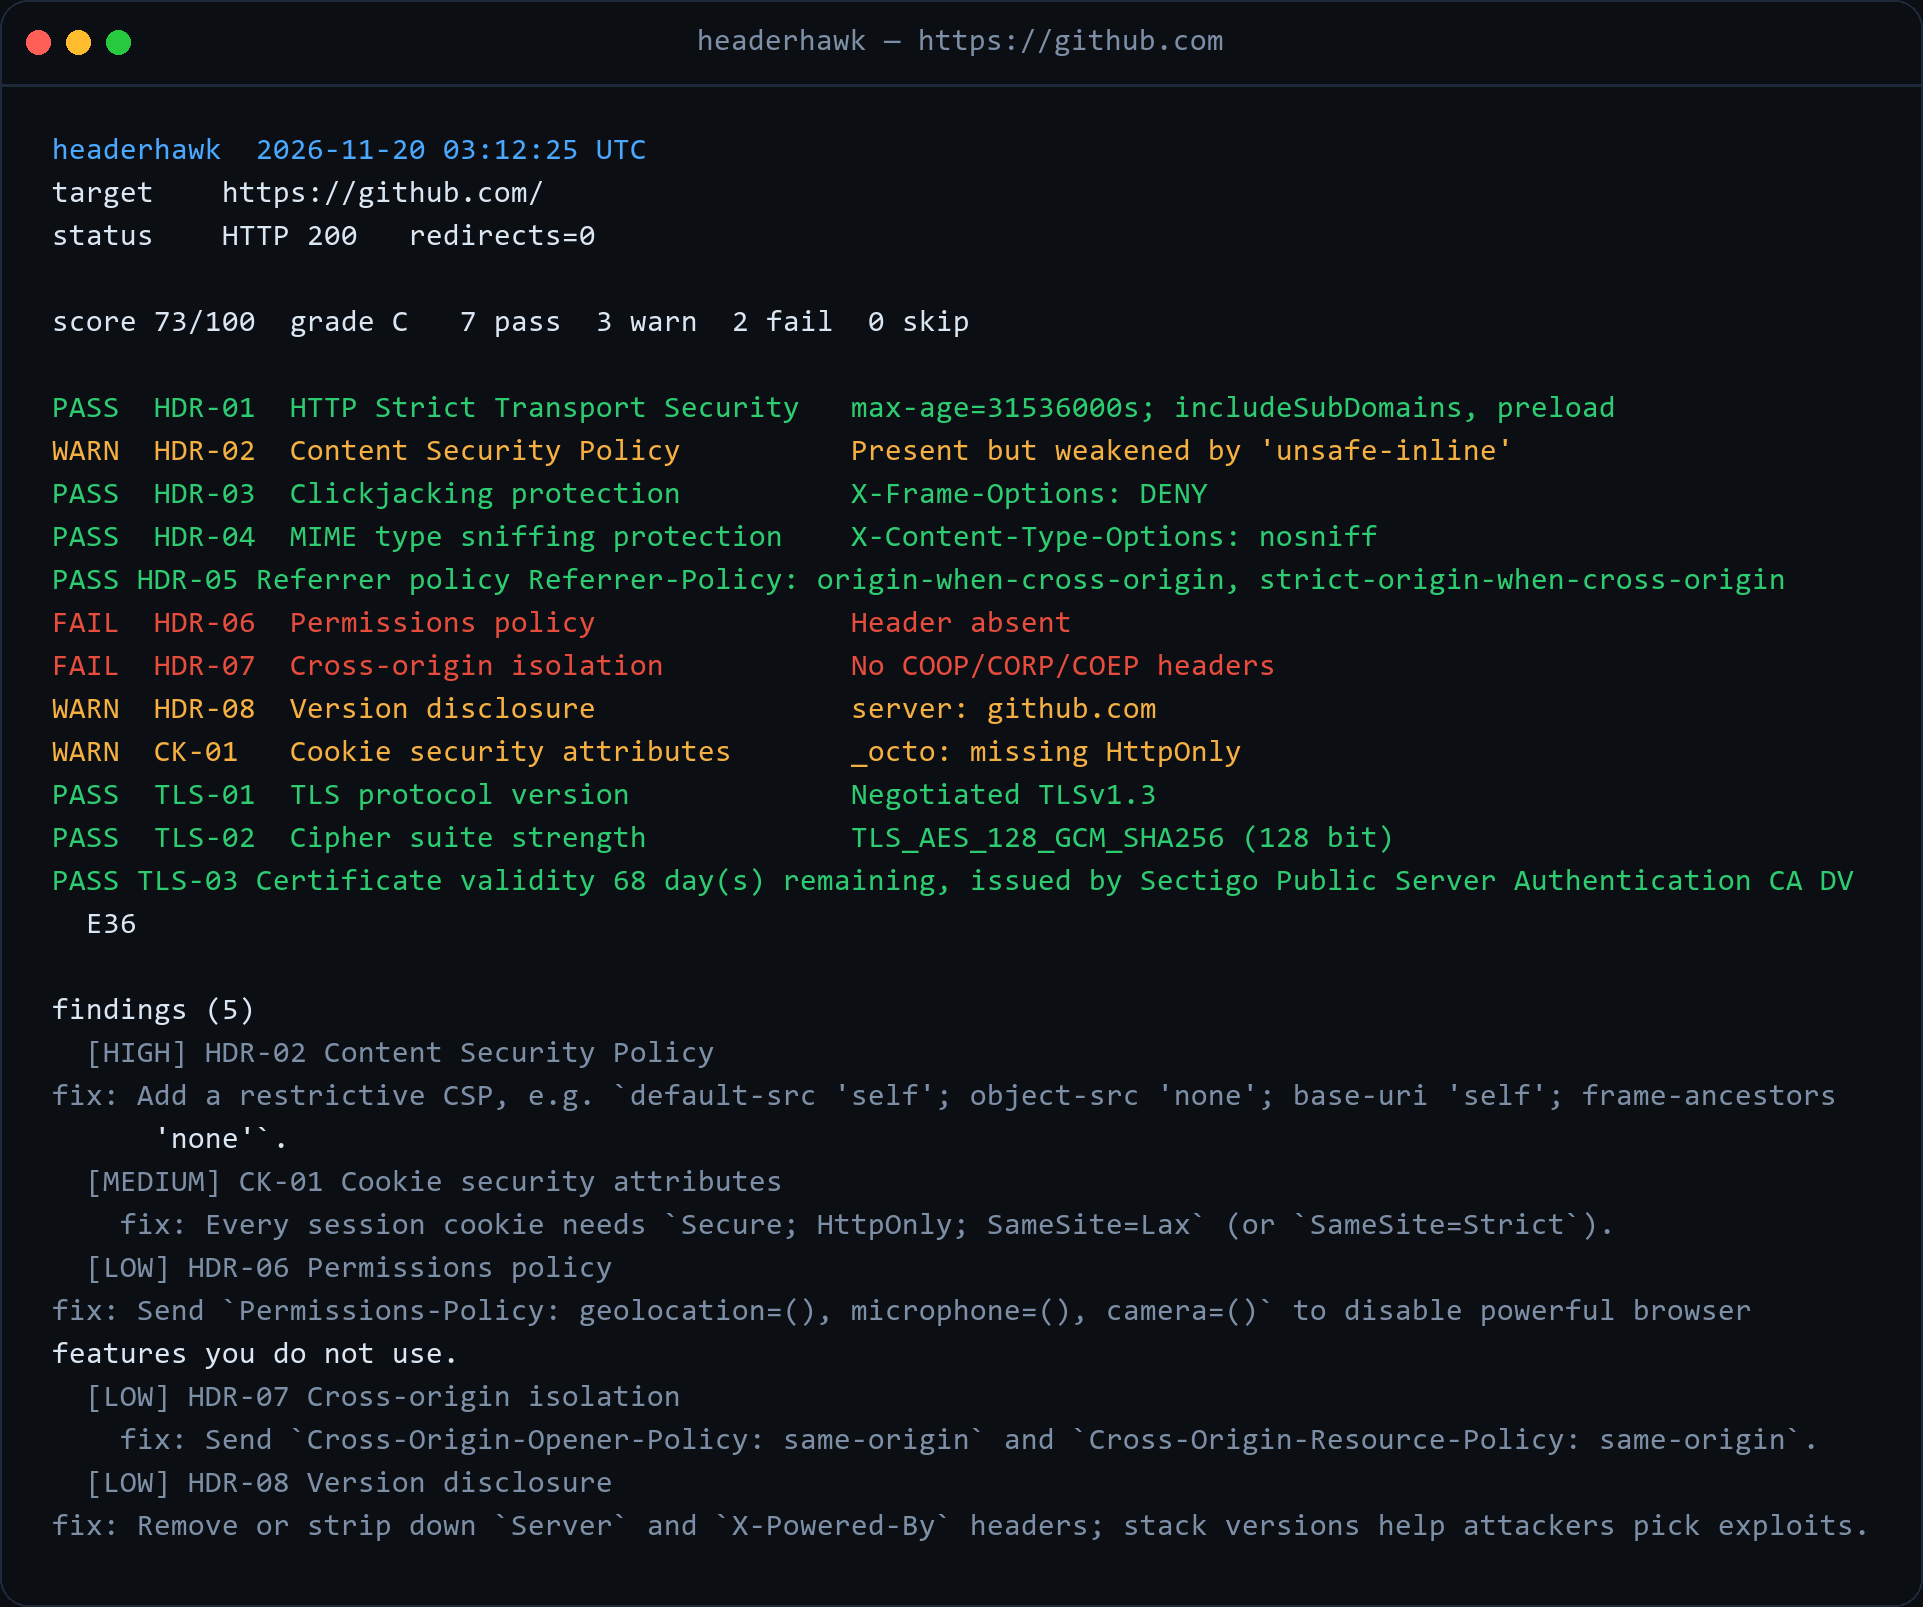 headerhawk — https://github.com
headerhawk  2026-11-20 03:12:25 UTC
target    https://github.com/
status    HTTP 200   redirects=0
score 73/100  grade C   7 pass  3 warn  2 fail  0 skip
PASS  HDR-01  HTTP Strict Transport Security   max-age=31536000s; includeSubDomains, preload
WARN  HDR-02  Content Security Policy          Present but weakened by 'unsafe-inline'
PASS  HDR-03  Clickjacking protection          X-Frame-Options: DENY
PASS  HDR-04  MIME type sniffing protection    X-Content-Type-Options: nosniff
PASS HDR-05 Referrer policy Referrer-Policy: origin-when-cross-origin, strict-origin-when-cross-origin
FAIL  HDR-06  Permissions policy               Header absent
FAIL  HDR-07  Cross-origin isolation           No COOP/CORP/COEP headers
WARN  HDR-08  Version disclosure               server: github.com
WARN  CK-01   Cookie security attributes       _octo: missing HttpOnly
PASS  TLS-01  TLS protocol version             Negotiated TLSv1.3
PASS  TLS-02  Cipher suite strength            TLS_AES_128_GCM_SHA256 (128 bit)
PASS TLS-03 Certificate validity 68 day(s) remaining, issued by Sectigo Public Server Authentication CA DV
  E36
findings (5)
  [HIGH] HDR-02 Content Security Policy
fix: Add a restrictive CSP, e.g. `default-src 'self'; object-src 'none'; base-uri 'self'; frame-ancestors
      'none'`.
  [MEDIUM] CK-01 Cookie security attributes
    fix: Every session cookie needs `Secure; HttpOnly; SameSite=Lax` (or `SameSite=Strict`).
  [LOW] HDR-06 Permissions policy
fix: Send `Permissions-Policy: geolocation=(), microphone=(), camera=()` to disable powerful browser
features you do not use.
  [LOW] HDR-07 Cross-origin isolation
    fix: Send `Cross-Origin-Opener-Policy: same-origin` and `Cross-Origin-Resource-Policy: same-origin`.
  [LOW] HDR-08 Version disclosure
fix: Remove or strip down `Server` and `X-Powered-By` headers; stack versions help attackers pick exploits.